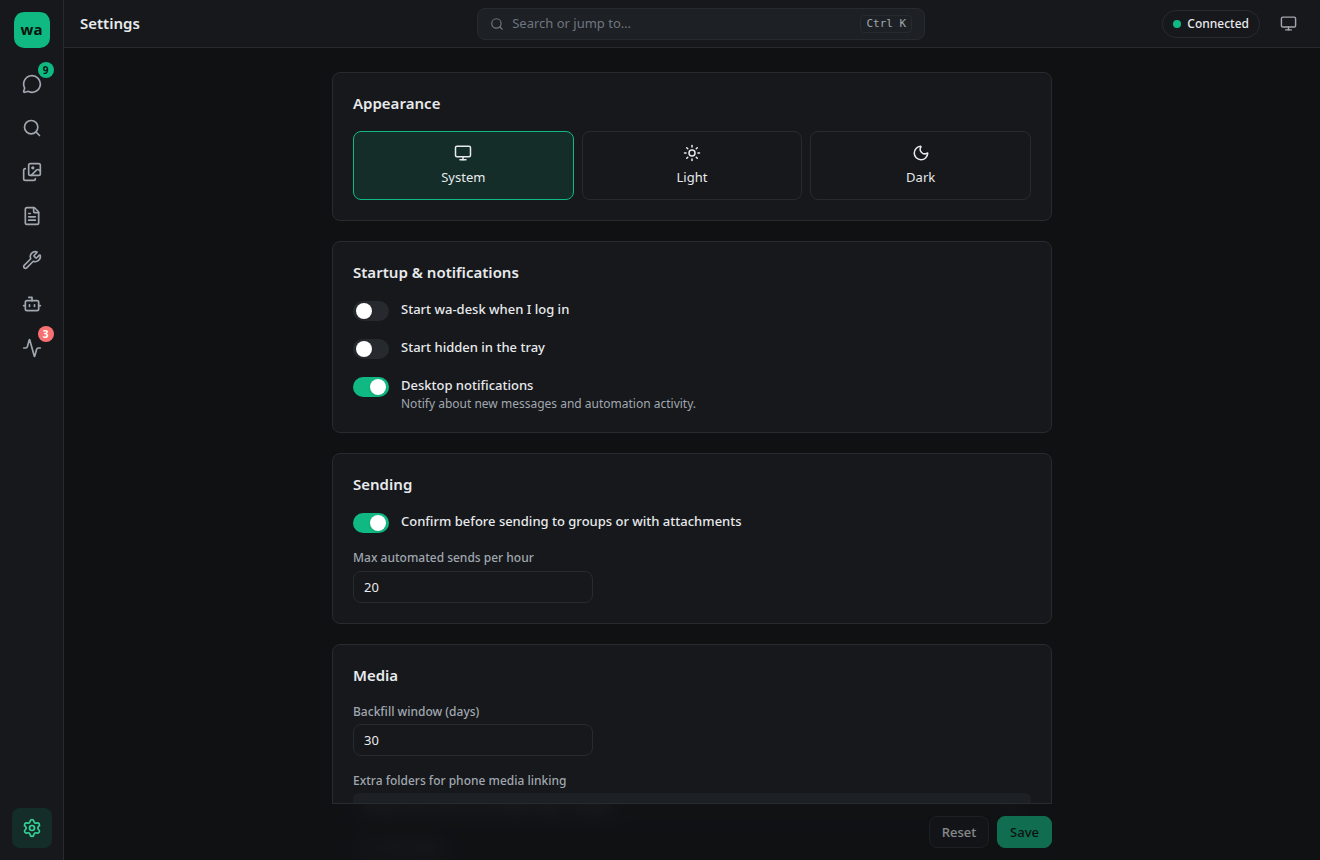 wa
Settings
Search or jump to...
Ctrl K
Connected
9
3
Appearance
System
Light
Dark
Startup & notifications
Start wa-desk when I log in
Start hidden in the tray
Desktop notifications
Notify about new messages and automation activity.
Sending
Confirm before sending to groups or with attachments
Max automated sends per hour
20
Media
Backfill window (days)
30
Extra folders for phone media linking
Reset
Save